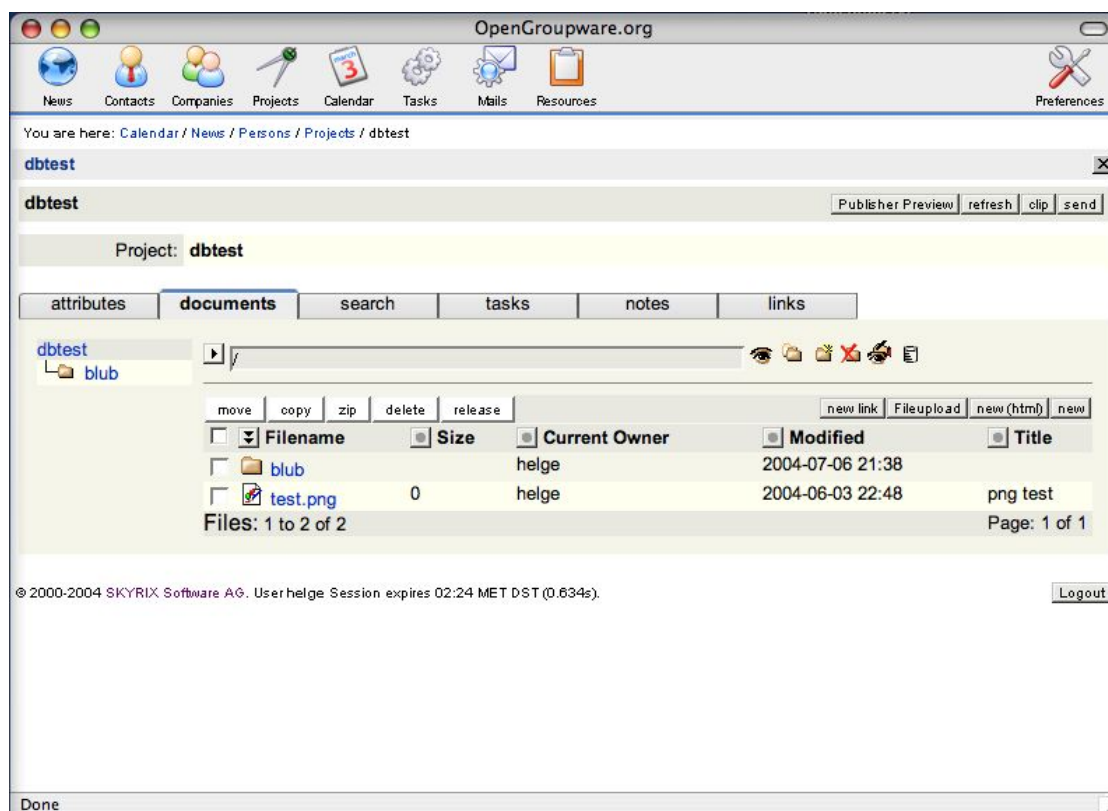 OpenGroupware.org
march
3
News Contacts Companies Projects Calendar Tasks Mails Resources Preferences
You are here: Calendar / News / Persons / Projects / dbtest
dbtest
dbtest Publisher Preview refresh clip send
Project: dbtest
attributes documents search tasks notes links
dbtest
blub
/
move copy zip delete release new link Fileupload new (html) new
Filename Size Current Owner Modified Title
blub helge 2004-07-06 21:38
test.png 0 helge 2004-06-03 22:48 png test
Files: 1 to 2 of 2 Page: 1 of 1
© 2000-2004 SKYRIX Software AG. User helge Session expires 02:24 MET DST (0.634s). Logout
Done